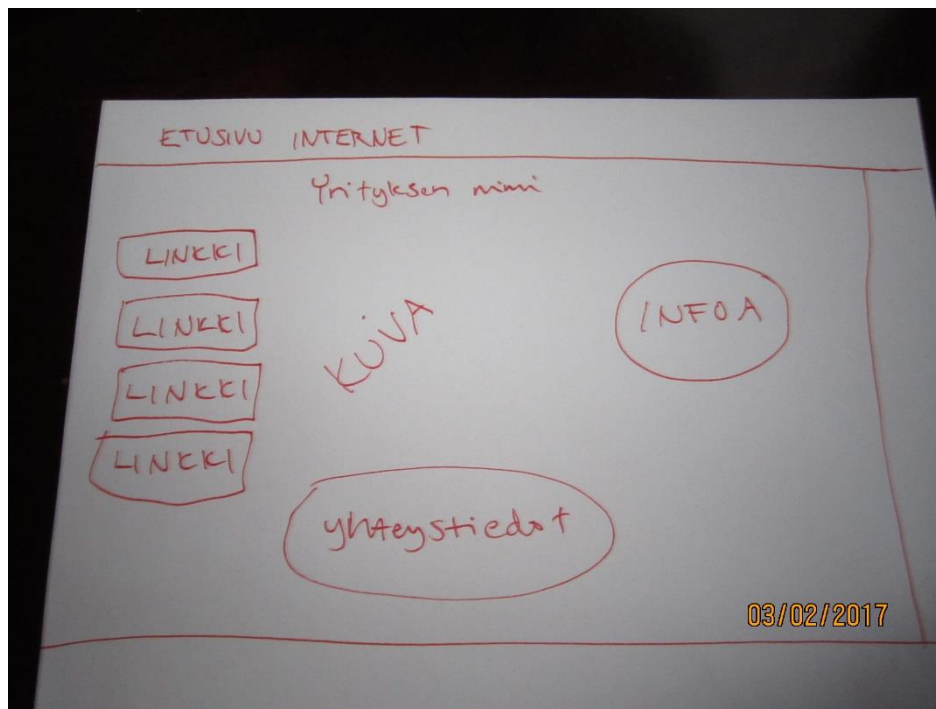 ETUSIVU INTERNET
Yrityksen nimi
LINKKI
LINKKI
LINKKI
LINKKI
KUVA
INFOA
yhteystiedot
03/02/2017